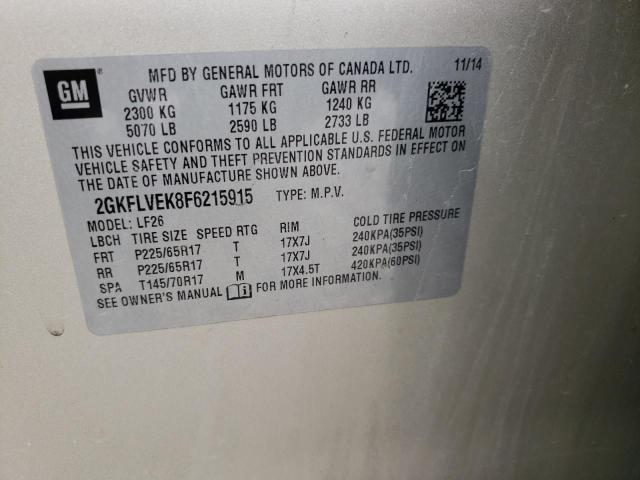 GM
MFD BY GENERAL MOTORS OF CANADA LTD. 11/14
GVWR GAWR FRT GAWR RR
2300 KG 1175 KG 1240 KG
5070 LB 2590 LB 2733 LB
THIS VEHICLE CONFORMS TO ALL APPLICABLE U.S. FEDERAL MOTOR
VEHICLE SAFETY AND THEFT PREVENTION STANDARDS IN EFFECT ON
THE DATE OF MANUFACTURE SHOWN ABOVE.
2GKFLVEK8F6215915 TYPE: M.P.V.
MODEL: LF26
LBCH TIRE SIZE SPEED RTG RIM COLD TIRE PRESSURE
FRT P225/65R17 T 17X7J 240KPA(35PSI)
RR P225/65R17 T 17X7J 240KPA(35PSI)
SPA T145/70R17 M 17X4.5T 420KPA(60PSI)
SEE OWNER'S MANUAL FOR MORE INFORMATION.